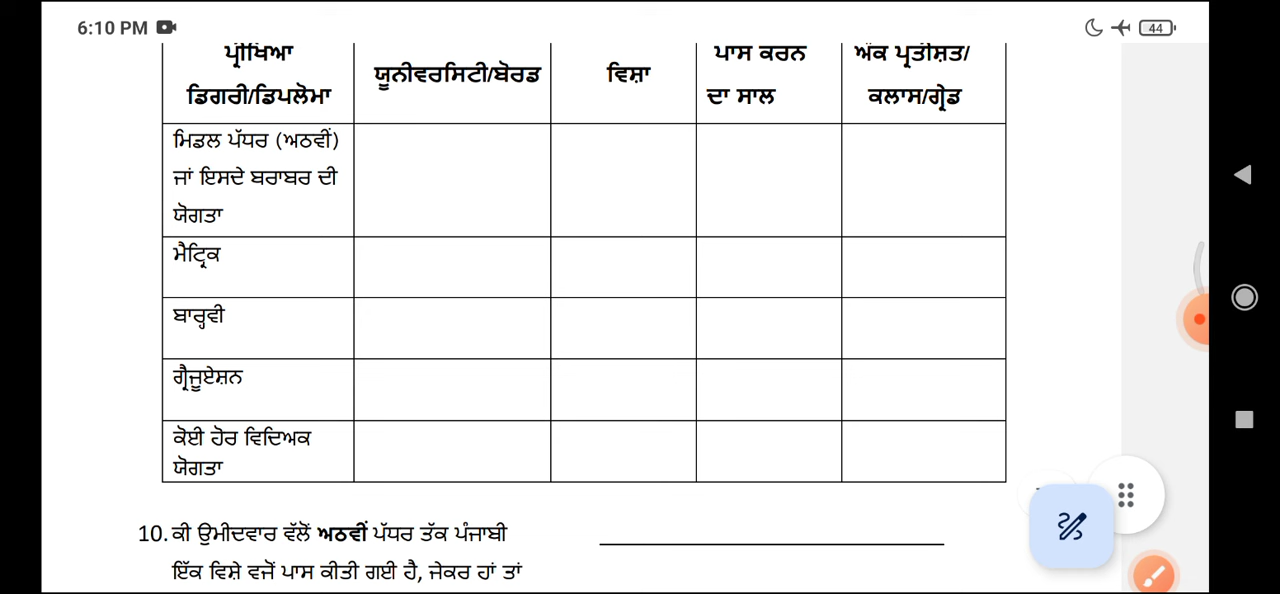 6:10 PM
44
ਪ੍ਰੀਖਿਆ
ਡਿਗਰੀ/ਡਿਪਲੋਮਾ
ਯੂਨੀਵਰਸਿਟੀ/ਬੋਰਡ
ਵਿਸ਼ਾ
ਪਾਸ ਕਰਨ
ਦਾ ਸਾਲ
ਅੰਕ ਪ੍ਰਤੀਸ਼ਤ/
ਕਲਾਸ/ਗ੍ਰੇਡ
ਮਿਡਲ ਪੱਧਰ (ਅਠਵੀਂ)
ਜਾਂ ਇਸਦੇ ਬਰਾਬਰ ਦੀ
ਯੋਗਤਾ
ਮੈਟ੍ਰਿਕ
ਬਾਰ੍ਹਵੀ
ਗ੍ਰੈਜੂਏਸ਼ਨ
ਕੋਈ ਹੋਰ ਵਿਦਿਅਕ
ਯੋਗਤਾ
10. ਕੀ ਉਮੀਦਵਾਰ ਵੱਲੋਂ ਅਠਵੀਂ ਪੱਧਰ ਤੱਕ ਪੰਜਾਬੀ
ਇੱਕ ਵਿਸ਼ੇ ਵਜੋਂ ਪਾਸ ਕੀਤੀ ਗਈ ਹੈ, ਜੇਕਰ ਹਾਂ ਤਾਂ